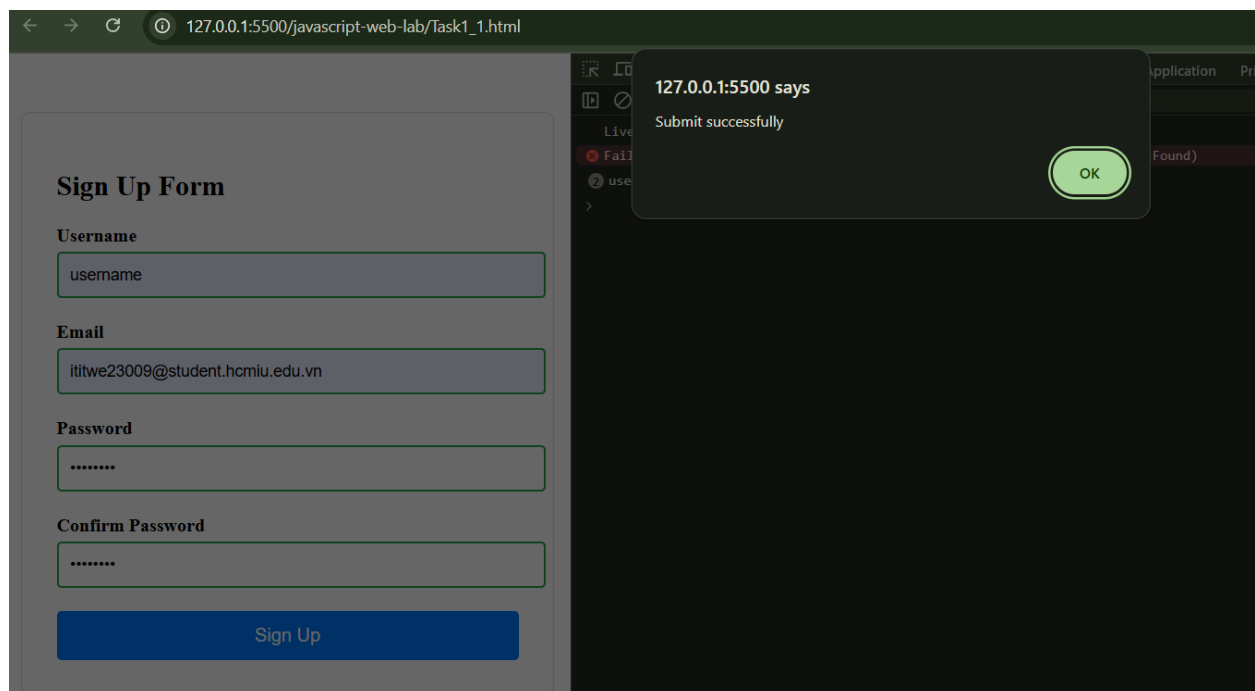 127.0.0.1:5500/javascript-web-lab/Task1_1.html
127.0.0.1:5500 says
Submit successfully
OK
Application
Live
Found)
2
Sign Up Form
Username
username
Email
ititwe23009@student.hcmiu.edu.vn
Password
••••••••
Confirm Password
••••••••
Sign Up